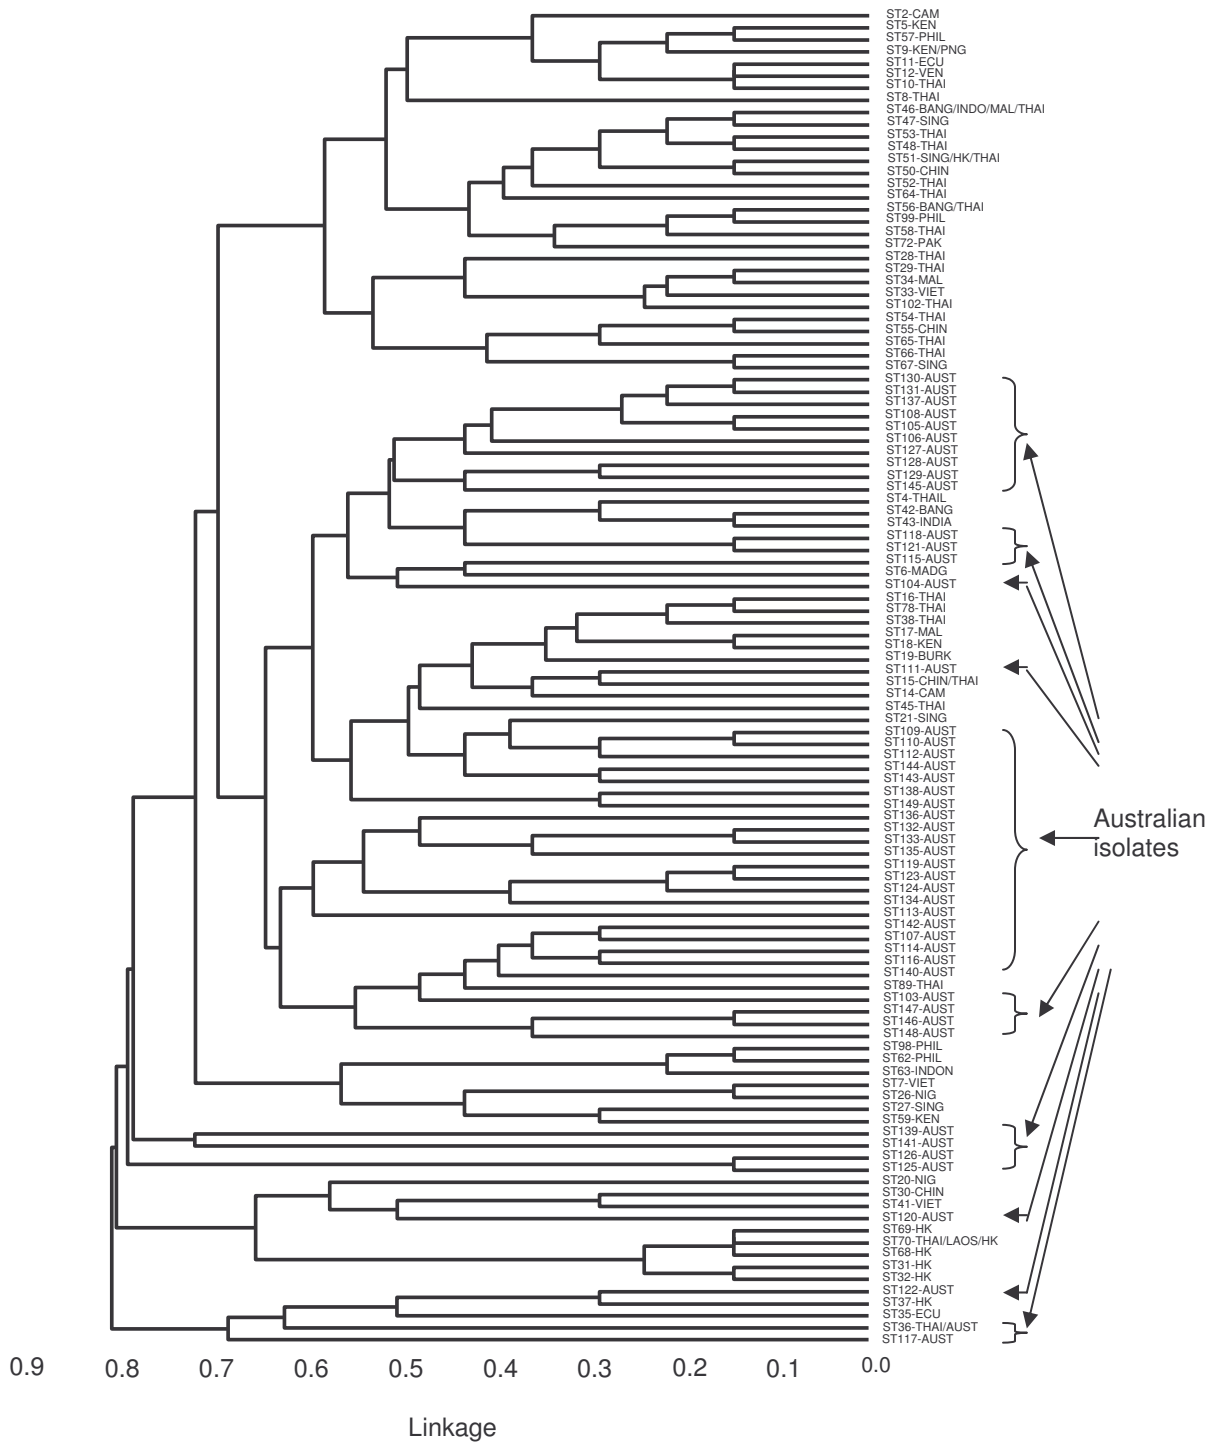 ST2-CAM
ST5-KEN
ST57-PHIL
ST9-KEN/PNG
ST11-ECU
ST12-VEN
ST10-THAI
ST8-THAI
ST46-BANG/INDO/MAL/THAI
ST47-SING
ST53-THAI
ST48-THAI
ST51-SING/HK/THAI
ST50-CHIN
ST52-THAI
ST64-THAI
ST56-BANG/THAI
ST99-PHIL
ST58-THAI
ST72-PAK
ST28-THAI
ST29-THAI
ST34-MAL
ST33-VIET
ST102-THAI
ST54-THAI
ST55-CHIN
ST65-THAI
ST66-THAI
ST67-SING
ST130-AUST
ST131-AUST
ST137-AUST
ST108-AUST
ST105-AUST
ST106-AUST
ST127-AUST
ST128-AUST
ST129-AUST
ST145-AUST
ST4-THAIL
ST42-BANG
ST43-INDIA
ST118-AUST
ST121-AUST
ST115-AUST
ST6-MADG
ST104-AUST
ST16-THAI
ST78-THAI
ST38-THAI
ST17-MAL
ST18-KEN
ST19-BURK
ST111-AUST
ST15-CHIN/THAI
ST14-CAM
ST45-THAI
ST21-SING
ST109-AUST
ST110-AUST
ST112-AUST
ST144-AUST
ST143-AUST
ST138-AUST
ST149-AUST
ST136-AUST
ST132-AUST
ST133-AUST
ST135-AUST
ST119-AUST
ST123-AUST
ST124-AUST
ST134-AUST
ST113-AUST
ST142-AUST
ST107-AUST
ST114-AUST
ST116-AUST
ST140-AUST
ST89-THAI
ST103-AUST
ST147-AUST
ST146-AUST
ST148-AUST
ST98-PHIL
ST62-PHIL
ST63-INDON
ST7-VIET
ST26-NIG
ST27-SING
ST59-KEN
ST139-AUST
ST141-AUST
ST126-AUST
ST125-AUST
ST20-NIG
ST30-CHIN
ST41-VIET
ST120-AUST
ST69-HK
ST70-THAI/LAOS/HK
ST68-HK
ST31-HK
ST32-HK
ST122-AUST
ST37-HK
ST35-ECU
ST36-THAI/AUST
ST117-AUST
Australian
isolates
0.9 0.8 0.7 0.6 0.5 0.4 0.3 0.2 0.1 0.0
Linkage